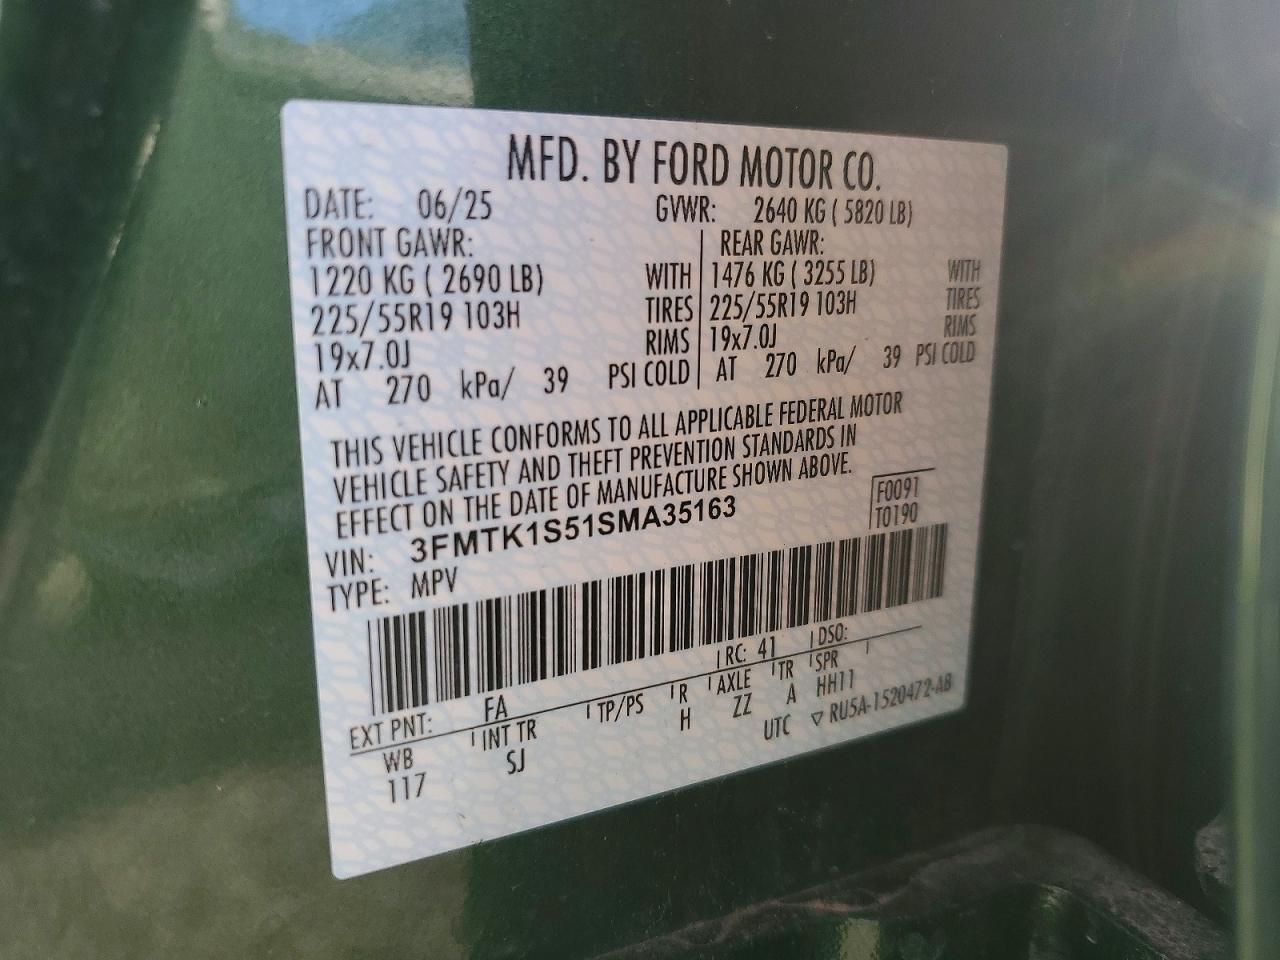 MFD. BY FORD MOTOR CO.
DATE: 06/25 GVWR: 2640 KG ( 5820 LB)
FRONT GAWR: REAR GAWR:
1220 KG ( 2690 LB) WITH 1476 KG ( 3255 LB) WITH
225/55R19 103H TIRES 225/55R19 103H TIRES
19x7.0J RIMS 19x7.0J RIMS
AT 270 kPa/ 39 PSI COLD AT 270 kPa/ 39 PSI COLD
THIS VEHICLE CONFORMS TO ALL APPLICABLE FEDERAL MOTOR
VEHICLE SAFETY AND THEFT PREVENTION STANDARDS IN
EFFECT ON THE DATE OF MANUFACTURE SHOWN ABOVE.
VIN: 3FMTK1S51SMA35163 F0091
TYPE: MPV T0190
EXT PNT: FA RC: 41 DSO:
WB INT TR TP/PS R AXLE TR SPR
117 SJ H ZZ A HH11
UTC ▽ RU5A-1520472-AB